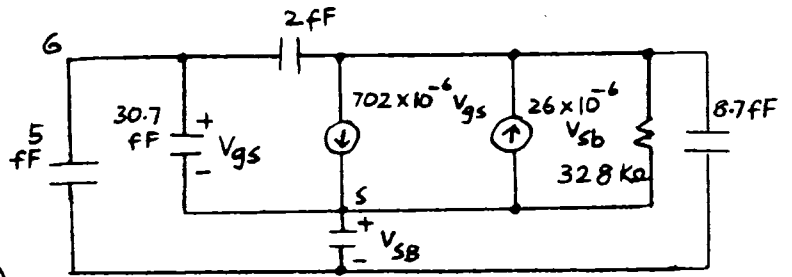 2fF
G
702×10⁻⁶ Vgs
26×10⁻⁶
Vsb
8.7fF
30.7
fF
+
Vgs
-
5
fF
328 KΩ
S
+
VSB
-